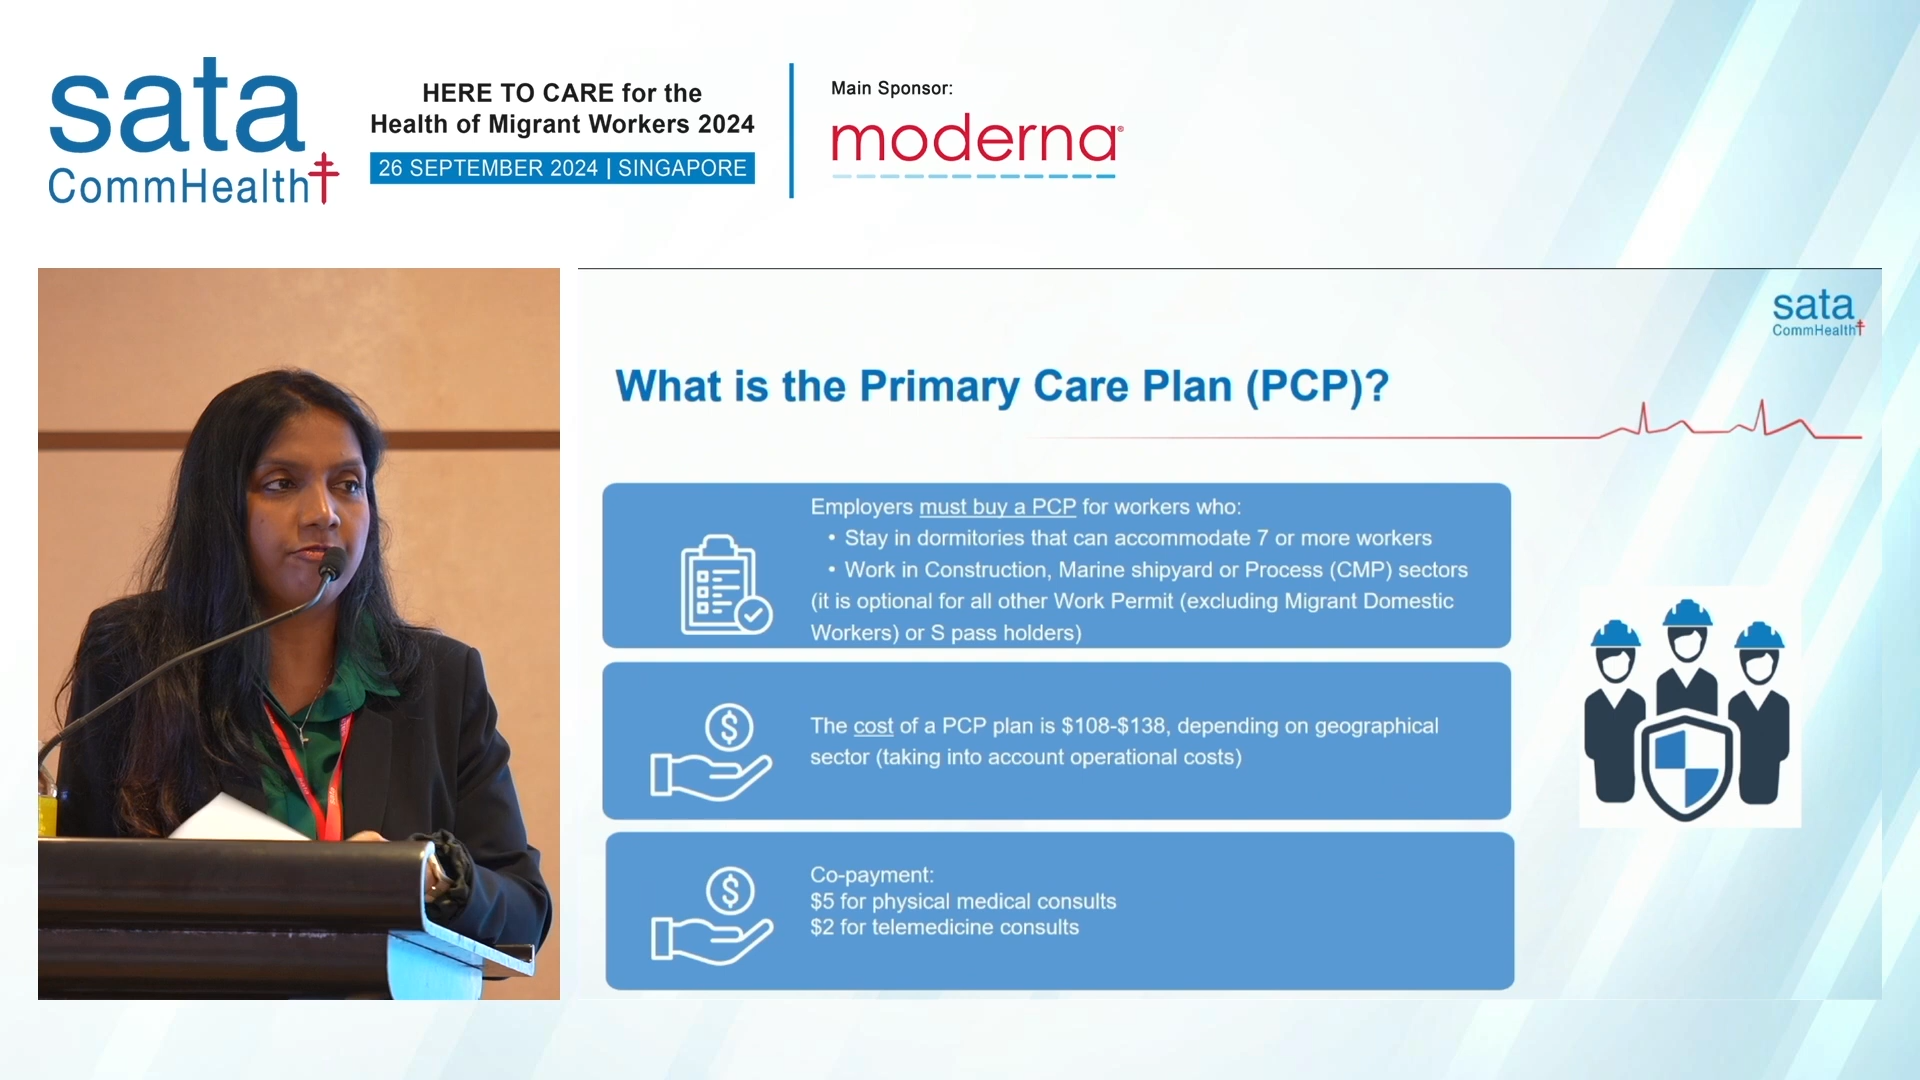 sata
CommHealth
HERE TO CARE for the
Health of Migrant Workers 2024
26 SEPTEMBER 2024 | SINGAPORE
Main Sponsor:
moderna®
sata
CommHealth
What is the Primary Care Plan (PCP)?
Employers must buy a PCP for workers who:
• Stay in dormitories that can accommodate 7 or more workers
• Work in Construction, Marine shipyard or Process (CMP) sectors
(it is optional for all other Work Permit (excluding Migrant Domestic
Workers) or S pass holders)
$
The cost of a PCP plan is $108-$138, depending on geographical
sector (taking into account operational costs)
$
Co-payment:
$5 for physical medical consults
$2 for telemedicine consults